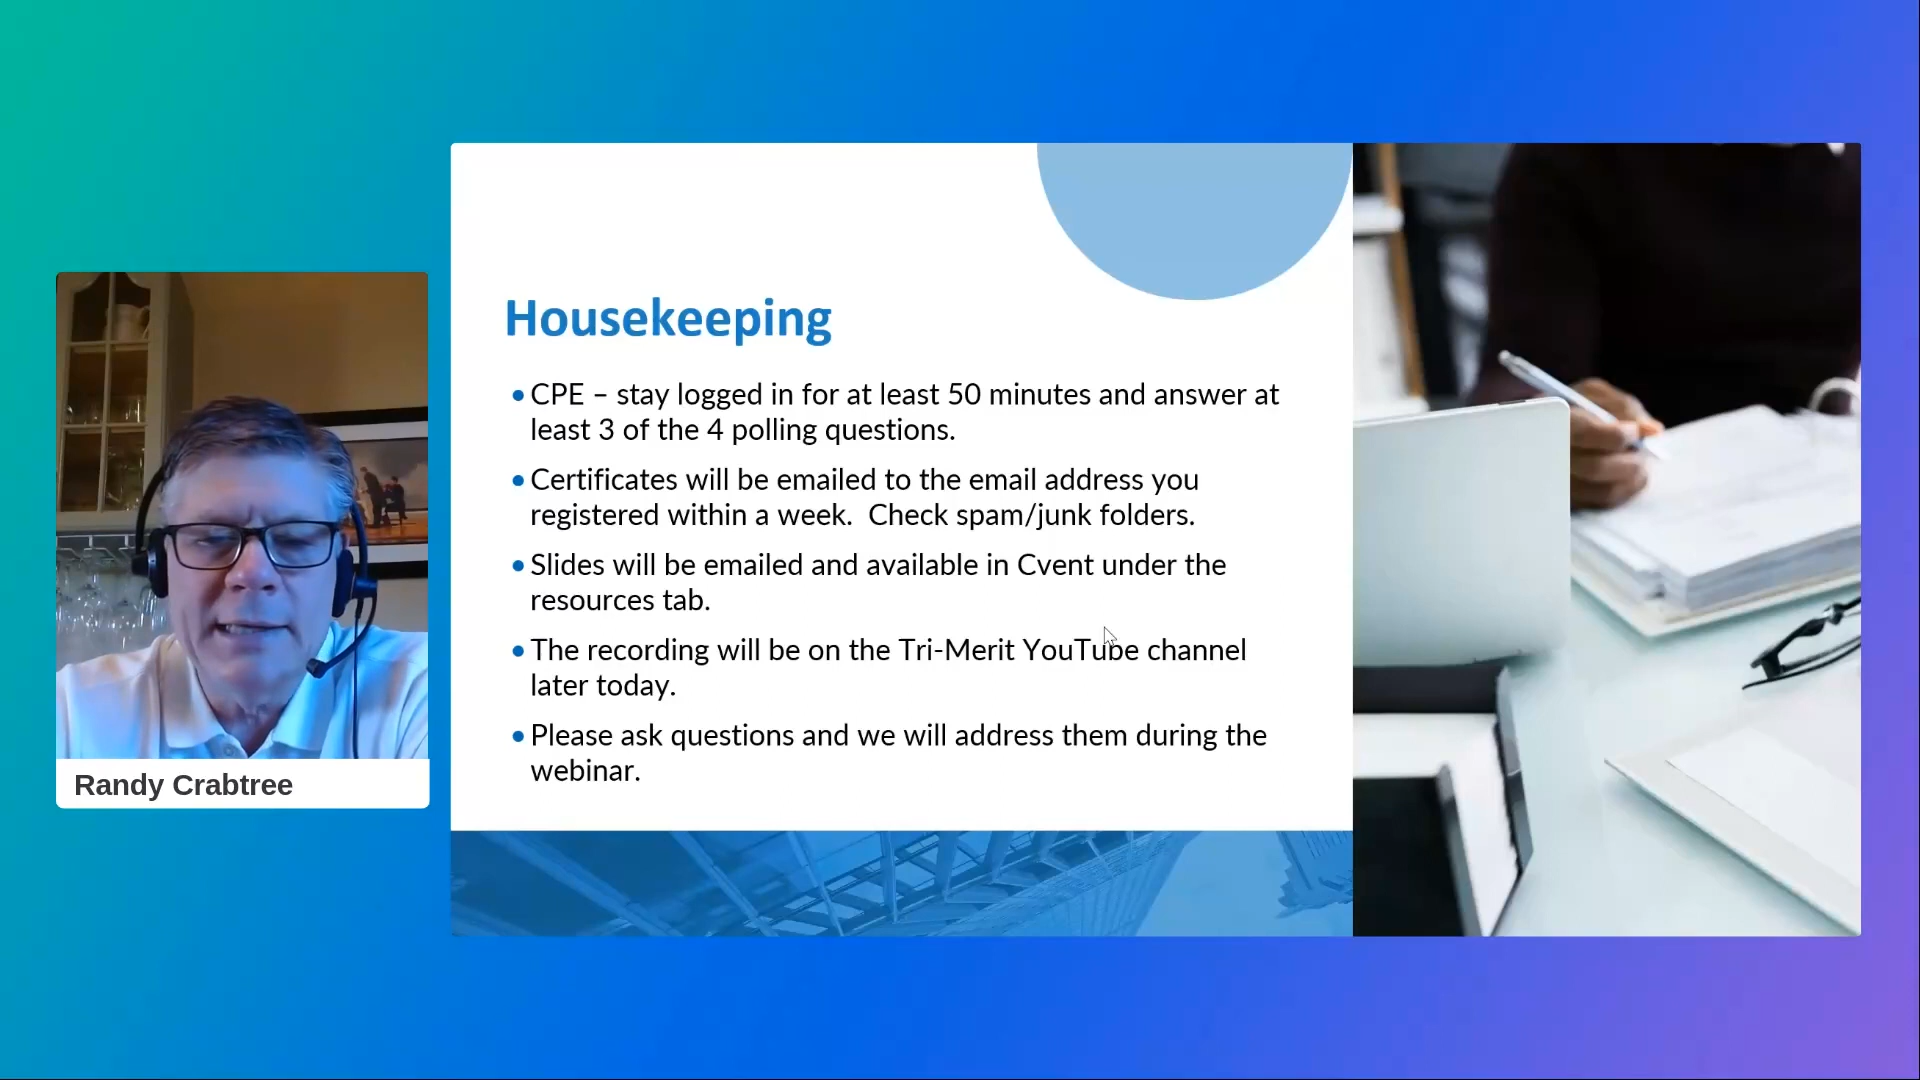 Housekeeping
•CPE – stay logged in for at least 50 minutes and answer at
least 3 of the 4 polling questions.
•Certificates will be emailed to the email address you
registered within a week.  Check spam/junk folders.
•Slides will be emailed and available in Cvent under the
resources tab.
•The recording will be on the Tri-Merit YouTube channel
later today.
•Please ask questions and we will address them during the
webinar.
Randy Crabtree